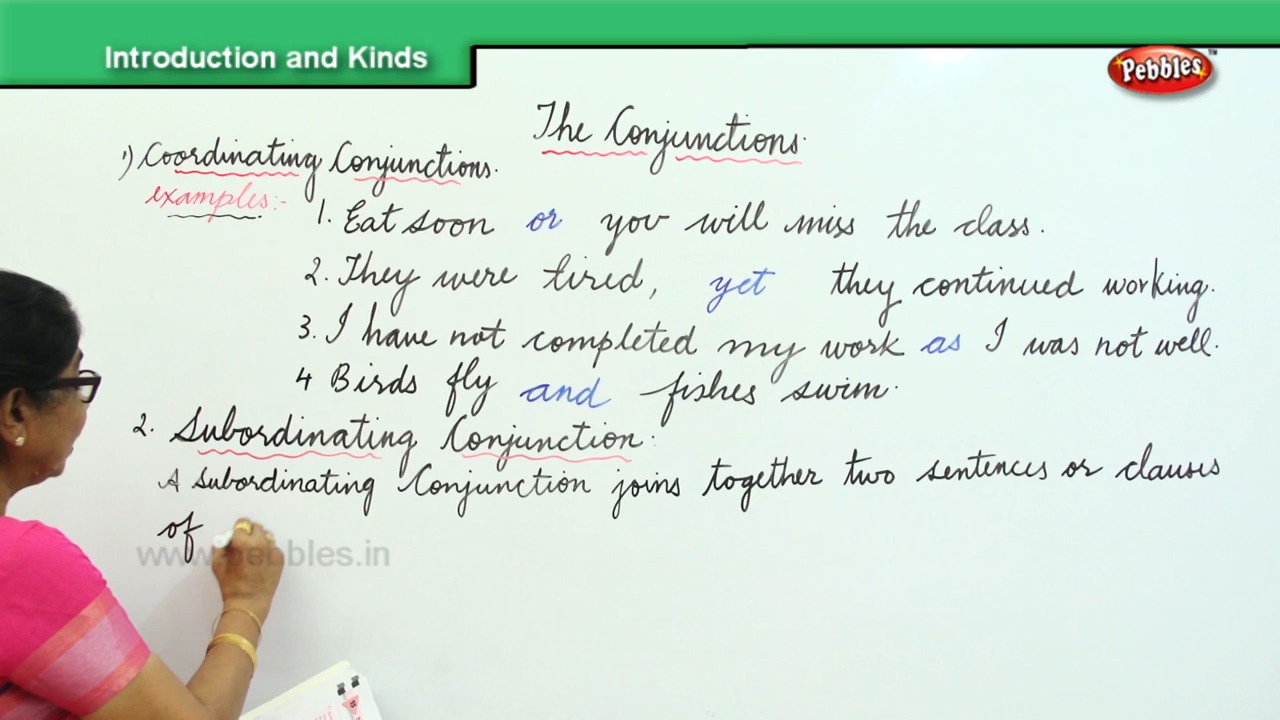 Introduction and Kinds
Pebbles™
The Conjunctions.
1) Coordinating Conjunctions.
examples:-
1. Eat soon or you will miss the class.
2. They were tired, yet they continued working.
3. I have not completed my work as I was not well.
4 Birds fly and fishes swim.
2. Subordinating Conjunction:
A Subordinating Conjunction joins together two sentences or clauses
of
www.pebbles.in